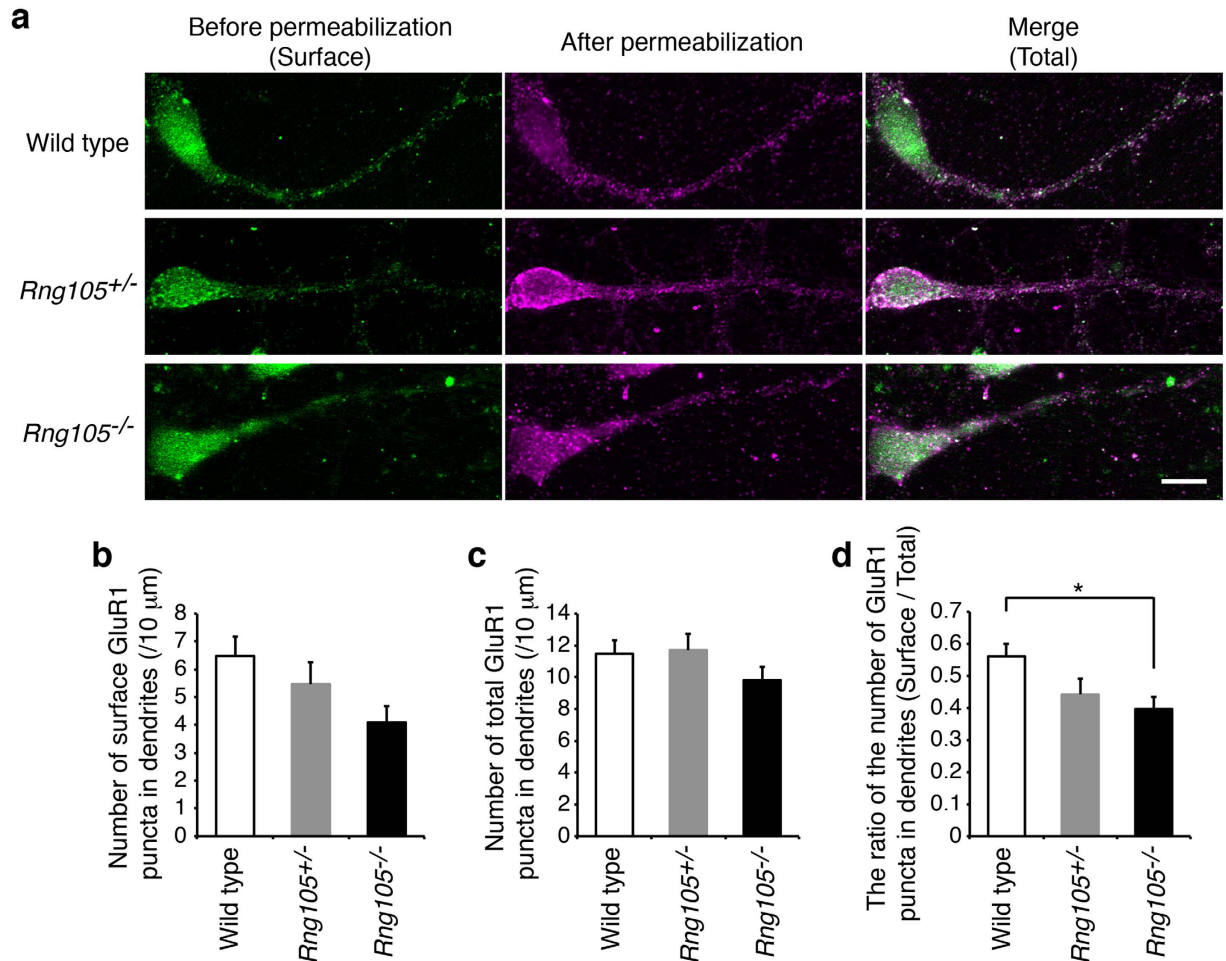 a
Before permeabilization
(Surface)
After permeabilization
Merge
(Total)
Wild type
Rng105+/-
Rng105-/-
b
Number of surface GluR1
puncta in dendrites (/10 μm)
8
7
6
5
4
3
2
1
0
Wild type
Rng105+/-
Rng105-/-
c
Number of total GluR1
puncta in dendrites (/10 μm)
14
12
10
8
6
4
2
0
Wild type
Rng105+/-
Rng105-/-
d
The ratio of the number of GluR1
puncta in dendrites (Surface / Total)
*
0.7
0.6
0.5
0.4
0.3
0.2
0.1
0
Wild type
Rng105+/-
Rng105-/-